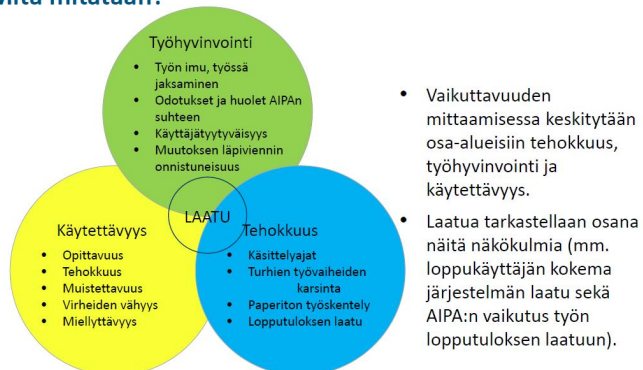 Työhyvinvointi
• Työn imu, työssä
jaksaminen
• Odotukset ja huolet AIPAn
suhteen
• Käyttäjätyytyväisyys
• Muutoksen läpiviennin
onnistuneisuus
LAATU
Käytettävyys
• Opittavuus
• Tehokkuus
• Muistettavuus
• Virheiden vähyys
• Miellyttävyys
Tehokkuus
• Käsittelyajat
• Turhien työvaiheiden
karsinta
• Paperiton työskentely
• Lopputuloksen laatu
• Vaikuttavuuden
mittaamisessa keskitytään
osa-alueisiin tehokkuus,
työhyvinvointi ja
käytettävyys.
• Laatua tarkastellaan osana
näitä näkökulmia (mm.
loppukäyttäjän kokema
järjestelmän laatu sekä
AIPA:n vaikutus työn
lopputuloksen laatuun).